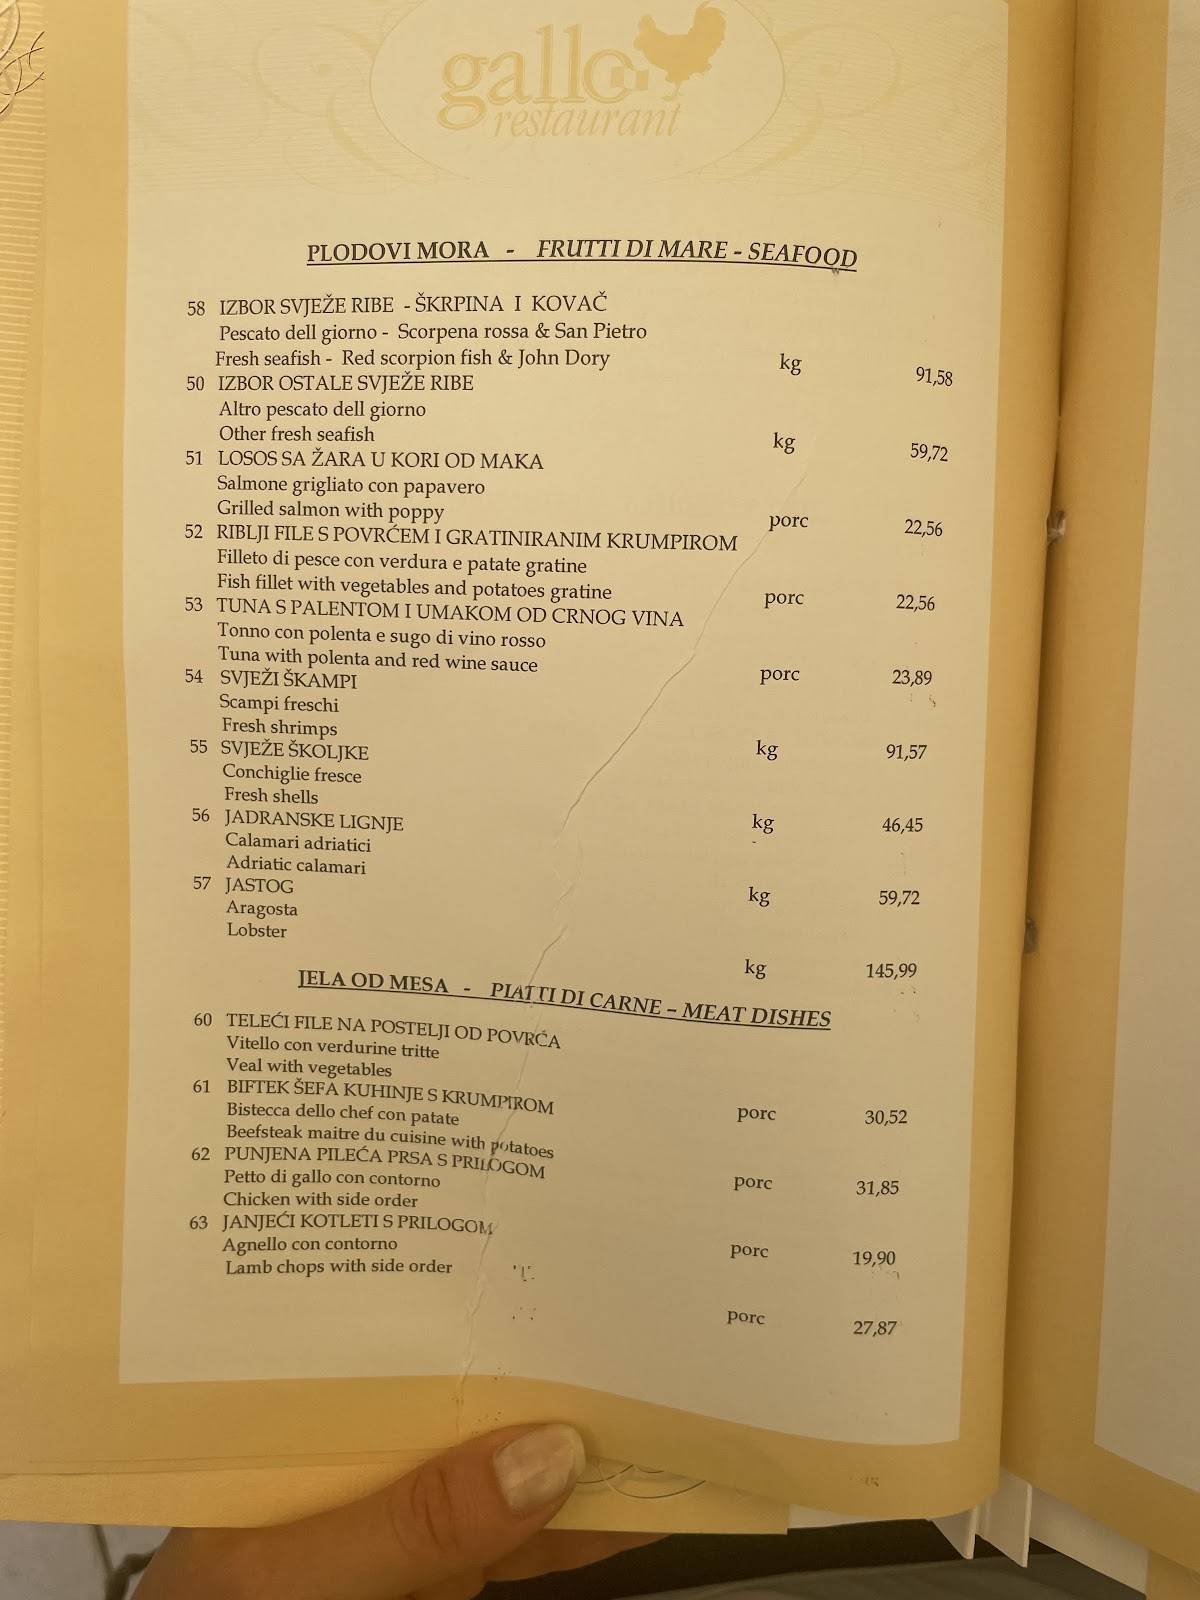 gallo
restaurant
PLODOVI MORA - FRUTTI DI MARE - SEAFOOD
58 IZBOR SVJEŽE RIBE - ŠKRPINA I KOVAČ
Pescato dell giorno - Scorpena rossa & San Pietro
Fresh seafish - Red scorpion fish & John Dory kg 91,58
50 IZBOR OSTALE SVJEŽE RIBE
Altro pescato dell giorno
Other fresh seafish kg 59,72
51 LOSOS SA ŽARA U KORI OD MAKA
Salmone grigliato con papavero
Grilled salmon with poppy porc 22,56
52 RIBLJI FILE S POVRĆEM I GRATINIRANIM KRUMPIROM
Filleto di pesce con verdura e patate gratine
Fish fillet with vegetables and potatoes gratine porc 22,56
53 TUNA S PALENTOM I UMAKOM OD CRNOG VINA
Tonno con polenta e sugo di vino rosso
Tuna with polenta and red wine sauce porc 23,89
54 SVJEŽI ŠKAMPI
Scampi freschi
Fresh shrimps kg 91,57
55 SVJEŽE ŠKOLJKE
Conchiglie fresce
Fresh shells kg 46,45
56 JADRANSKE LIGNJE
Calamari adriatici
Adriatic calamari kg 59,72
57 JASTOG
Aragosta
Lobster kg 145,99
JELA OD MESA - PIATTI DI CARNE – MEAT DISHES
60 TELEĆI FILE NA POSTELJI OD POVRĆA
Vitello con verdurine tritte
Veal with vegetables porc 30,52
61 BIFTEK ŠEFA KUHINJE S KRUMPIROM
Bistecca dello chef con patate
Beefsteak maitre du cuisine with potatoes porc 31,85
62 PUNJENA PILEĆA PRSA S PRILOGOM
Petto di gallo con contorno
Chicken with side order porc 19,90
63 JANJEĆI KOTLETI S PRILOGOM
Agnello con contorno
Lamb chops with side order porc 27,87